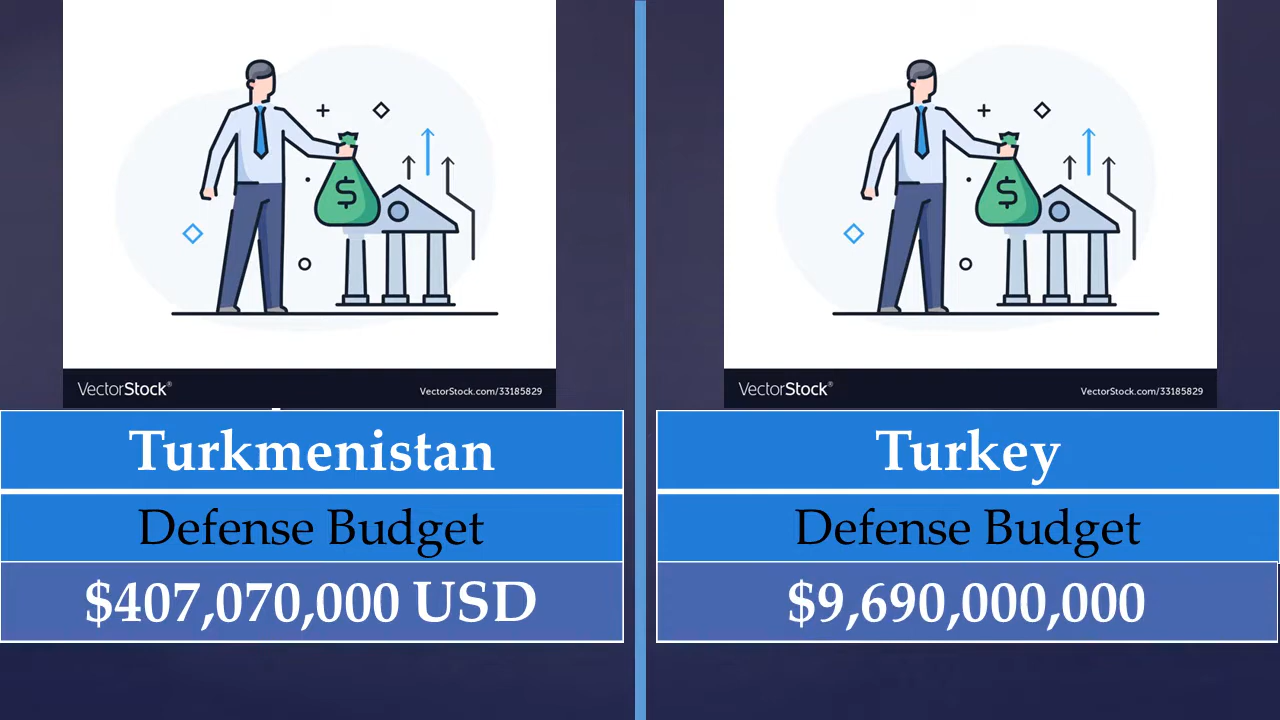 VectorStock®
VectorStock.com/33185829
Turkmenistan
Defense Budget
$407,070,000 USD
VectorStock®
VectorStock.com/33185829
Turkey
Defense Budget
$9,690,000,000